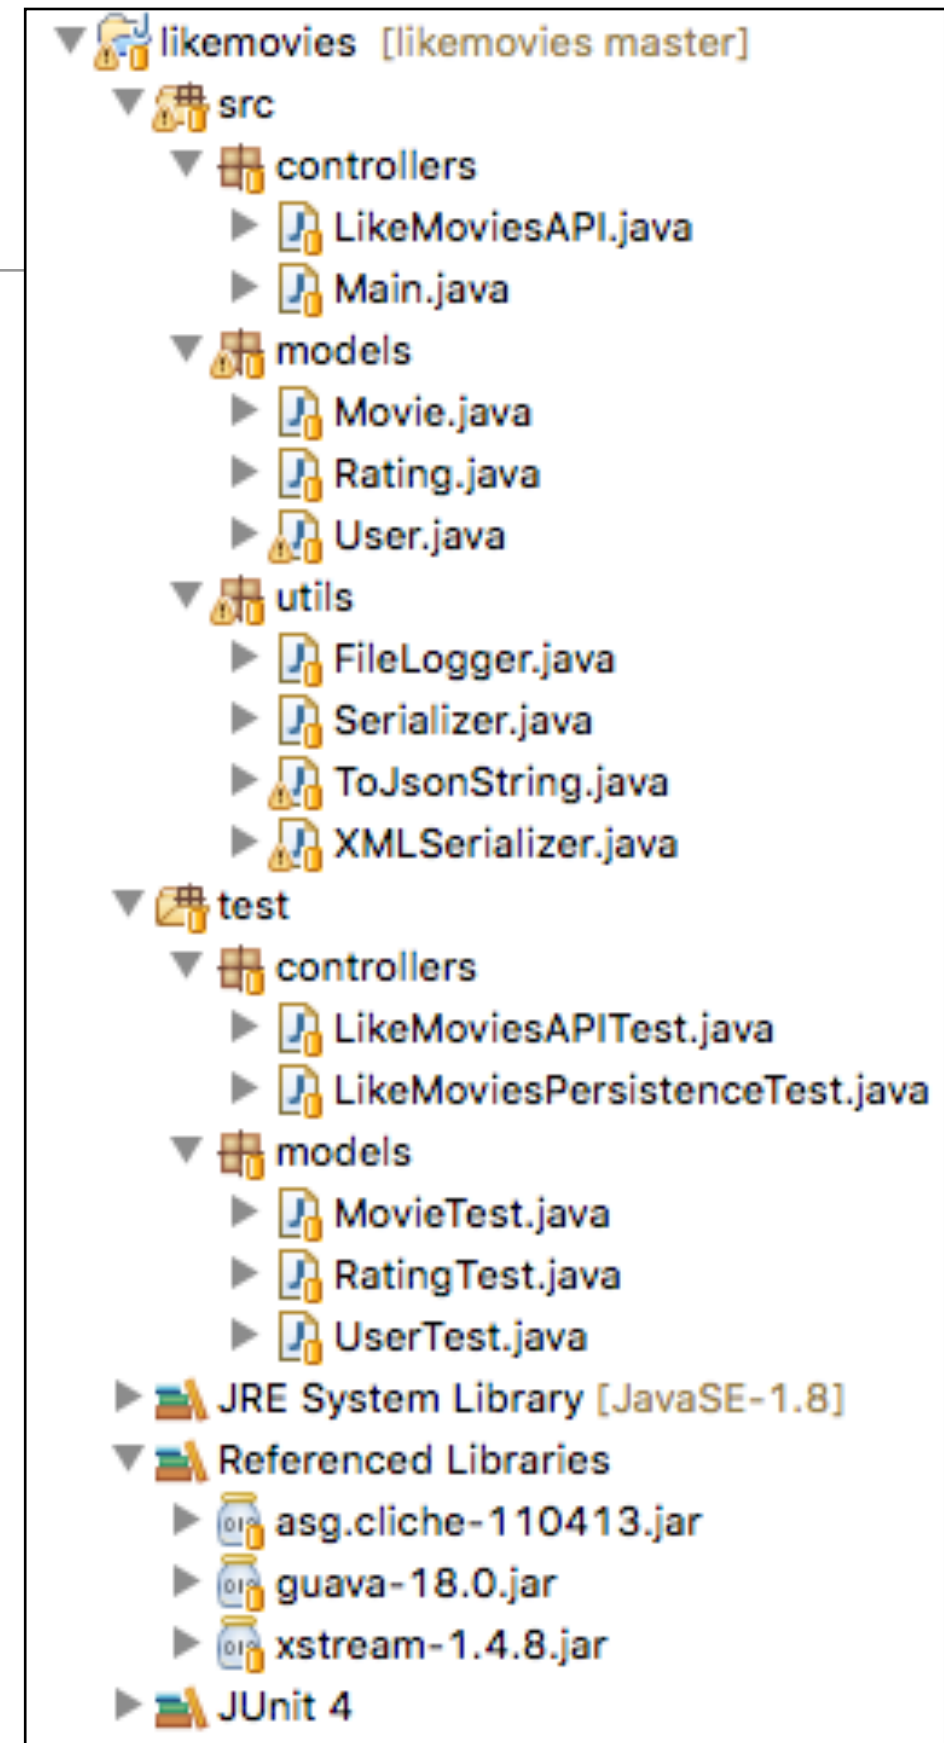 likemovies [likemovies master]
src
controllers
LikeMoviesAPI.java
Main.java
models
Movie.java
Rating.java
User.java
utils
FileLogger.java
Serializer.java
ToJsonString.java
XMLSerializer.java
test
controllers
LikeMoviesAPITest.java
LikeMoviesPersistenceTest.java
models
MovieTest.java
RatingTest.java
UserTest.java
JRE System Library [JavaSE-1.8]
Referenced Libraries
asg.cliche-110413.jar
guava-18.0.jar
xstream-1.4.8.jar
JUnit 4